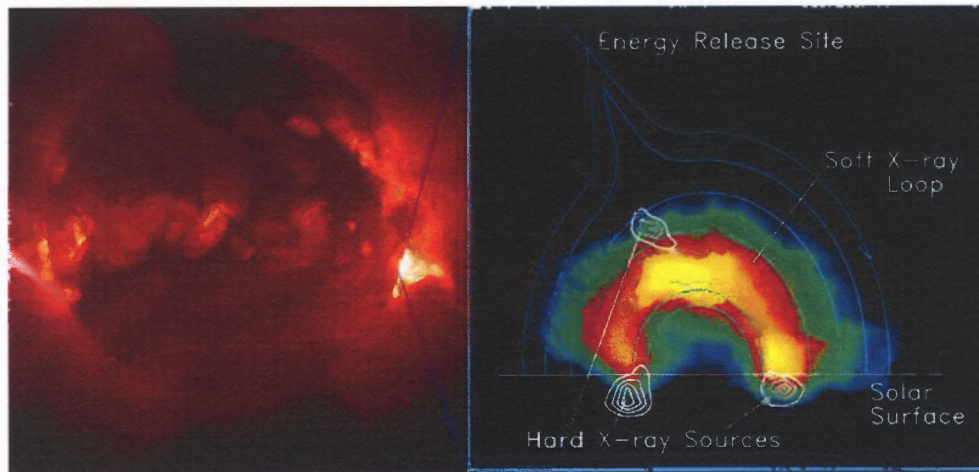 Energy Release Site
Soft X-ray
Loop
Solar
Surface
Hard X-ray Sources